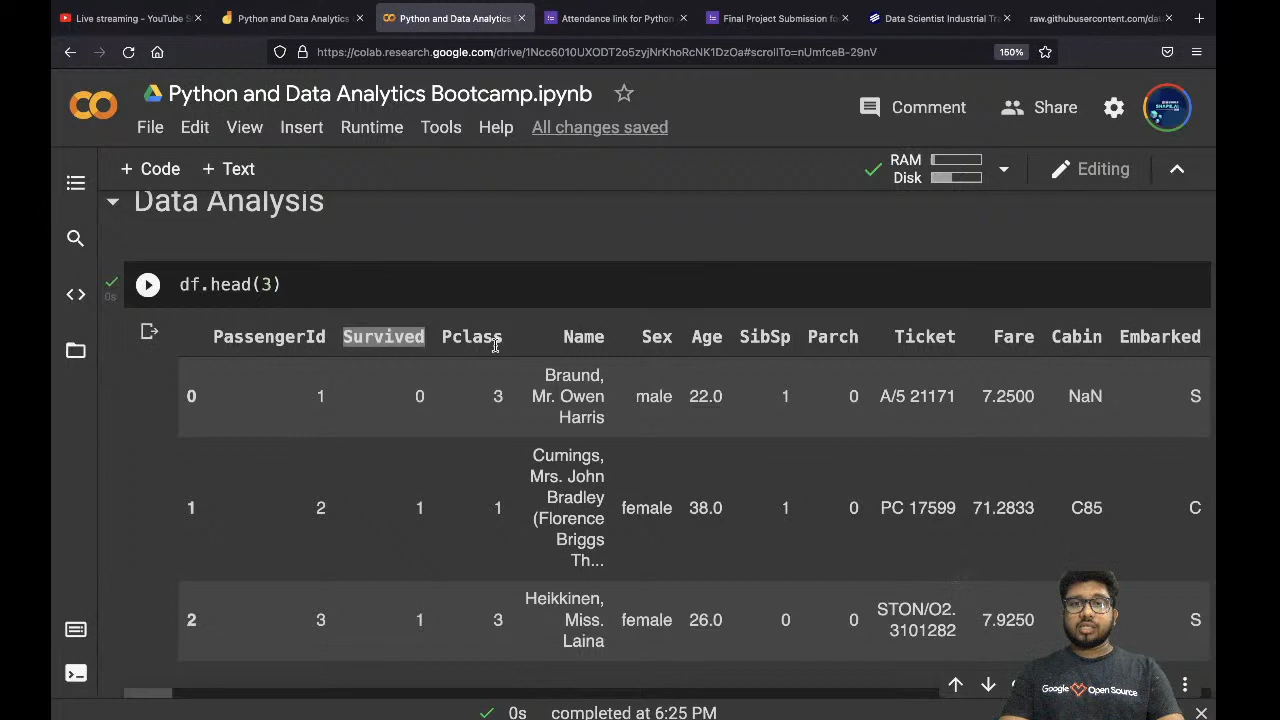 Live streaming - YouTube S
Python and Data Analytics
Python and Data Analytics
Attendance link for Python
Final Project Submission fo
Data Scientist Industrial Tra
raw.githubusercontent.com/dat
https://colab.research.google.com/drive/1Ncc6010UXODT2o5zyjNrKhoRcNK1DzOa#scrollTo=nUmfceB-29nV
150%
Python and Data Analytics Bootcamp.ipynb
Comment
Share
File Edit View Insert Runtime Tools Help All changes saved
+ Code + Text
RAM
Disk
Editing
Data Analysis
0s
df.head(3)
PassengerId Survived Pclass Name Sex Age SibSp Parch Ticket Fare Cabin Embarked
0 1 0 3 Braund, Mr. Owen Harris male 22.0 1 0 A/5 21171 7.2500 NaN S
1 2 1 1 Cumings, Mrs. John Bradley (Florence Briggs Th... female 38.0 1 0 PC 17599 71.2833 C85 C
2 3 1 3 Heikkinen, Miss. Laina female 26.0 0 0 STON/O2. 3101282 7.9250 S
Google Open Source
0s completed at 6:25 PM